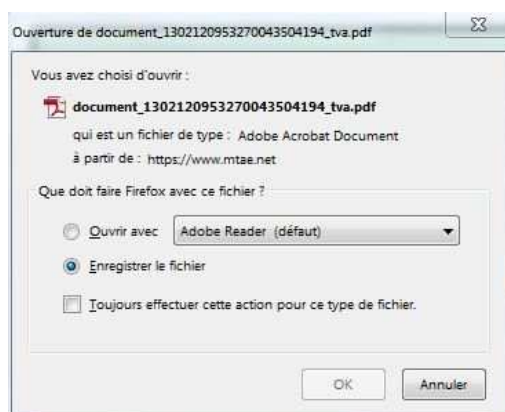 Ouverture de document_1302120953270043504194_tva.pdf
Vous avez choisi d'ouvrir :
document_1302120953270043504194_tva.pdf
qui est un fichier de type : Adobe Acrobat Document
à partir de : https://www.mtae.net
Que doit faire Firefox avec ce fichier ?
Ouvrir avec Adobe Reader (défaut)
Enregistrer le fichier
Toujours effectuer cette action pour ce type de fichier.
OK Annuler